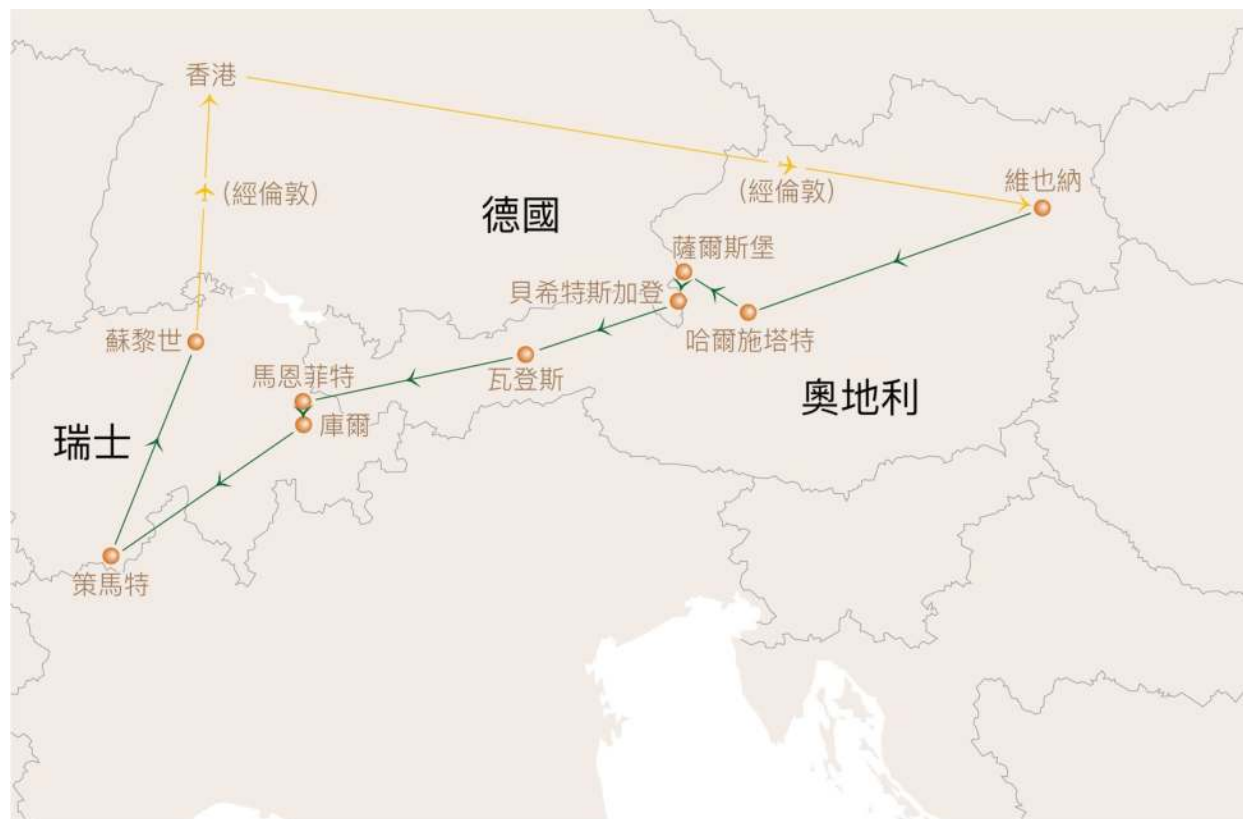 香港
(經倫敦)
(經倫敦)
維也納
德國
薩爾斯堡
貝希特斯加登
哈爾施塔特
蘇黎世
瓦登斯
馬恩菲特
庫爾
奧地利
瑞士
策馬特